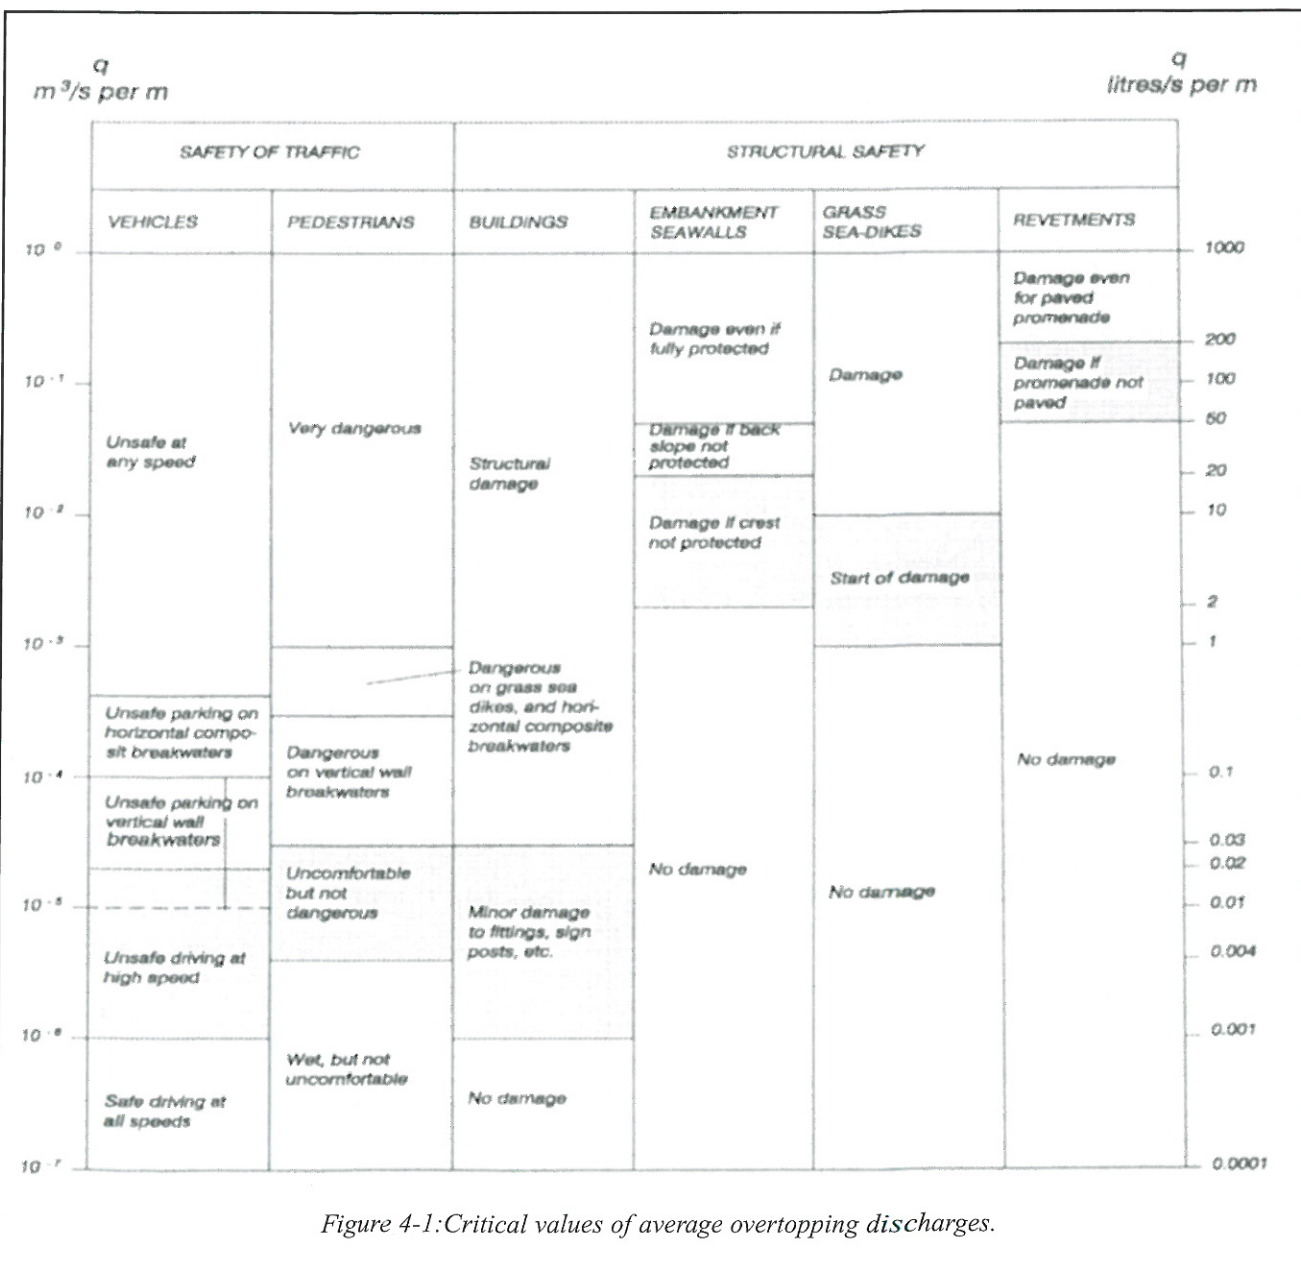 q
m³/s per m
q
litres/s per m
SAFETY OF TRAFFIC
STRUCTURAL SAFETY
VEHICLES
PEDESTRIANS
BUILDINGS
EMBANKMENT
SEAWALLS
GRASS
SEA-DIKES
REVETMENTS
10⁰
10⁻¹
10⁻²
10⁻³
10⁻⁴
10⁻⁵
10⁻⁶
10⁻⁷
Unsafe at
any speed
Unsafe parking on
horizontal compo-
sit breakwaters
Unsafe parking on
vertical wall
breakwaters
Unsafe driving at
high speed
Safe driving at
all speeds
Very dangerous
Dangerous
on grass sea
dikes, and hori-
zontal composite
breakwaters
Dangerous
on vertical wall
breakwaters
Uncomfortable
but not
dangerous
Wet, but not
uncomfortable
Structural
damage
Minor damage
to fittings, sign
posts, etc.
No damage
Damage even if
fully protected
Damage if back
slope not
protected
Damage if crest
not protected
No damage
Damage
Start of damage
No damage
Damage even
for paved
promenade
Damage if
promenade not
paved
No damage
1000
200
100
50
20
10
2
1
0.1
0.03
0.02
0.01
0.004
0.001
0.0001
Figure 4-1:Critical values of average overtopping discharges.